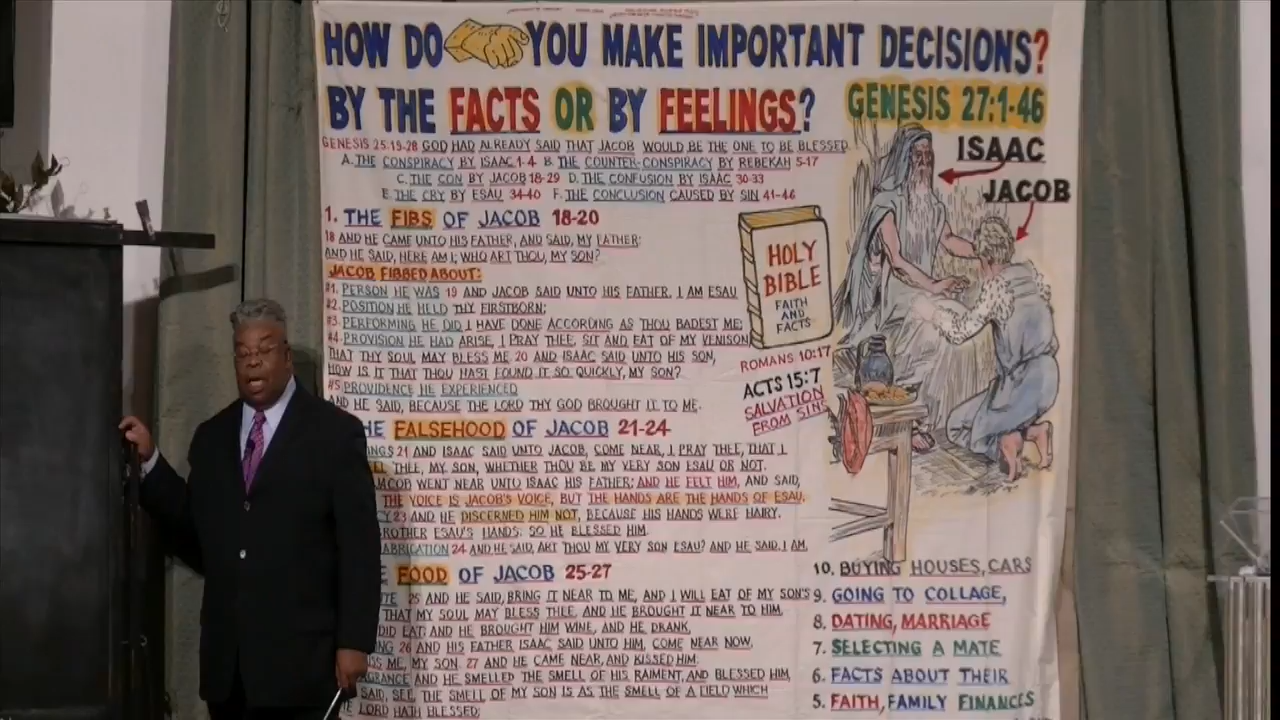 HOW DO YOU MAKE IMPORTANT DECISIONS?
BY THE FACTS OR BY FEELINGS?
GENESIS 27:1-46
GENESIS 25:19-28 GOD HAD ALREADY SAID THAT JACOB WOULD BE THE ONE TO BE BLESSED
A. THE CONSPIRACY BY ISAAC 1-4 B. THE COUNTER-CONSPIRACY BY REBEKAH 5-17
C. THE CON BY JACOB 18-29 D. THE CONFUSION BY ISAAC 30-33
E. THE CRY BY ESAU 34-40 F. THE CONCLUSION CAUSED BY SIN 41-46
1. THE FIBS OF JACOB 18-20
18 AND HE CAME UNTO HIS FATHER, AND SAID, MY FATHER:
AND HE SAID, HERE AM I; WHO ART THOU, MY SON?
JACOB FIBBED ABOUT:
#1. PERSON HE WAS 19 AND JACOB SAID UNTO HIS FATHER, I AM ESAU
#2. POSITION HE HELD THY FIRSTBORN;
#3. PERFORMING HE DID I HAVE DONE ACCORDING AS THOU BADEST ME:
#4. PROVISION HE HAD ARISE, I PRAY THEE, SIT AND EAT OF MY VENISON
THAT THY SOUL MAY BLESS ME. 20 AND ISAAC SAID UNTO HIS SON,
HOW IS IT THAT THOU HAST FOUND IT SO QUICKLY, MY SON?
#5. PROVIDENCE HE EXPERIENCED
AND HE SAID, BECAUSE THE LORD THY GOD BROUGHT IT TO ME.
HE FALSEHOOD OF JACOB 21-24
INGS 21 AND ISAAC SAID UNTO JACOB, COME NEAR, I PRAY THEE, THAT I
THEE, MY SON, WHETHER THOU BE MY VERY SON ESAU OR NOT.
ACOB WENT NEAR UNTO ISAAC HIS FATHER; AND HE FELT HIM, AND SAID,
THE VOICE IS JACOB'S VOICE, BUT THE HANDS ARE THE HANDS OF ESAU.
23 AND HE DISCERNED HIM NOT, BECAUSE HIS HANDS WERE HAIRY.
ROTHER ESAU'S HANDS: SO HE BLESSED HIM.
ABRICATION 24 AND HE SAID, ART THOU MY VERY SON ESAU? AND HE SAID, I AM.
E FOOD OF JACOB 25-27
25 AND HE SAID, BRING IT NEAR TO ME, AND I WILL EAT OF MY SON'S
THAT MY SOUL MAY BLESS THEE, AND HE BROUGHT IT NEAR TO HIM,
DID EAT: AND HE BROUGHT HIM WINE, AND HE DRANK.
26 AND HIS FATHER ISAAC SAID UNTO HIM, COME NEAR NOW,
SS ME, MY SON. 27 AND HE CAME NEAR, AND KISSED HIM:
GRANCE AND HE SMELLED THE SMELL OF HIS RAIMENT, AND BLESSED HIM,
SAID, SEE, THE SMELL OF MY SON IS AS THE SMELL OF A FIELD WHICH
E LORD HATH BLESSED:
ISAAC
JACOB
HOLY
BIBLE
FAITH
AND
FACTS
ROMANS 10:17
ACTS 15:7
SALVATION
FROM SINS
10. BUYING HOUSES, CARS
9. GOING TO COLLAGE,
8. DATING, MARRIAGE
7. SELECTING A MATE
6. FACTS ABOUT THEIR
5. FAITH, FAMILY FINANCES